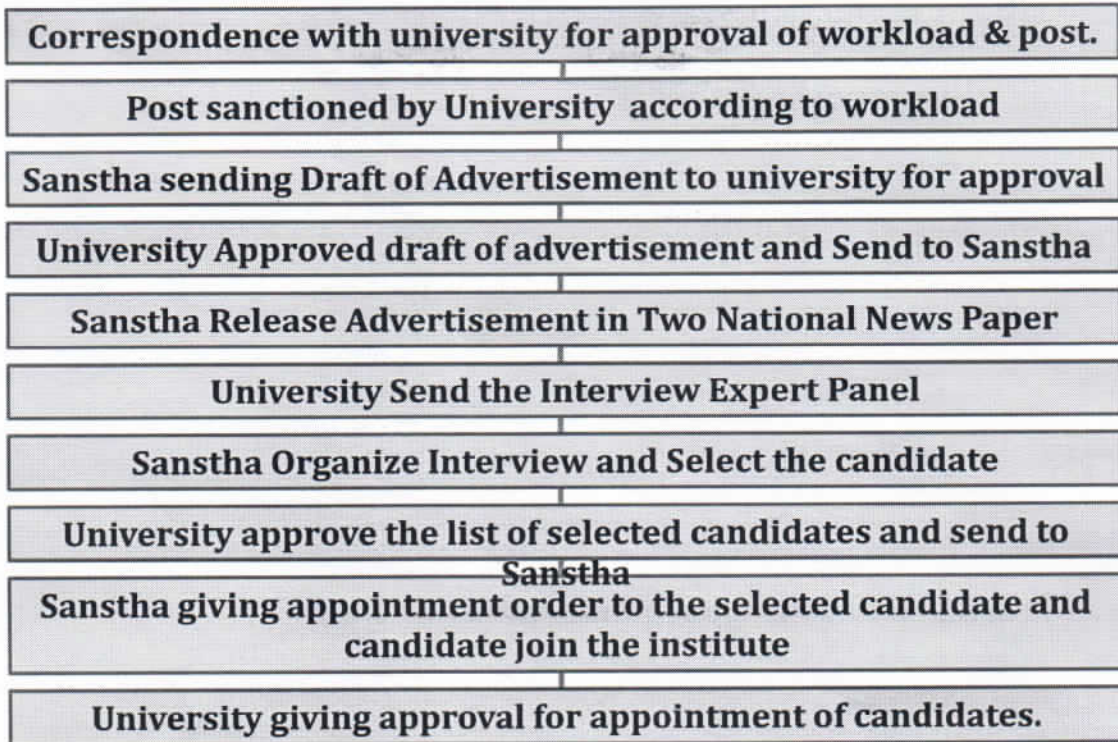 Correspondence with university for approval of workload & post.
Post sanctioned by University according to workload
Sanstha sending Draft of Advertisement to university for approval
University Approved draft of advertisement and Send to Sanstha
Sanstha Release Advertisement in Two National News Paper
University Send the Interview Expert Panel
Sanstha Organize Interview and Select the candidate
University approve the list of selected candidates and send to
Sanstha
Sanstha giving appointment order to the selected candidate and
candidate join the institute
University giving approval for appointment of candidates.